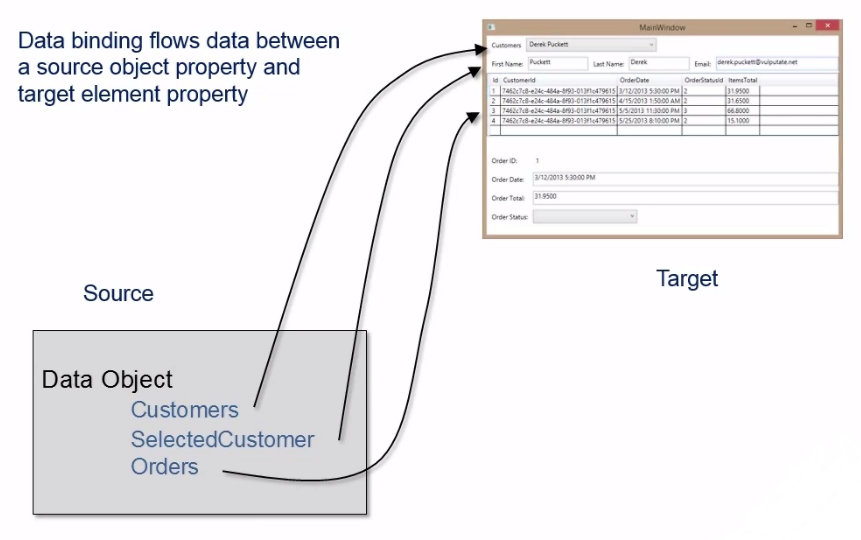 Data binding flows data between
a source object property and
target element property
MainWindow
Customers Derek Puckett
First Name: Puckett Last Name: Derek Email: derek.puckett@vulputate.net
Id CustomerId OrderDate OrderStatusId ItemsTotal
1 7462c7c8-e24c-484a-8f93-013f1c479615 3/12/2013 5:30:00 PM 2 31.9500
2 7462c7c8-e24c-484a-8f93-013f1c479615 4/15/2013 1:50:00 AM 2 31.6500
3 7462c7c8-e24c-484a-8f93-013f1c479615 5/5/2013 11:30:00 PM 3 66.8000
4 7462c7c8-e24c-484a-8f93-013f1c479615 5/25/2013 8:10:00 PM 2 15.1000
Order ID: 1
Order Date: 3/12/2013 5:30:00 PM
Order Total: 31.9500
Order Status:
Target
Source
Data Object
Customers
SelectedCustomer
Orders